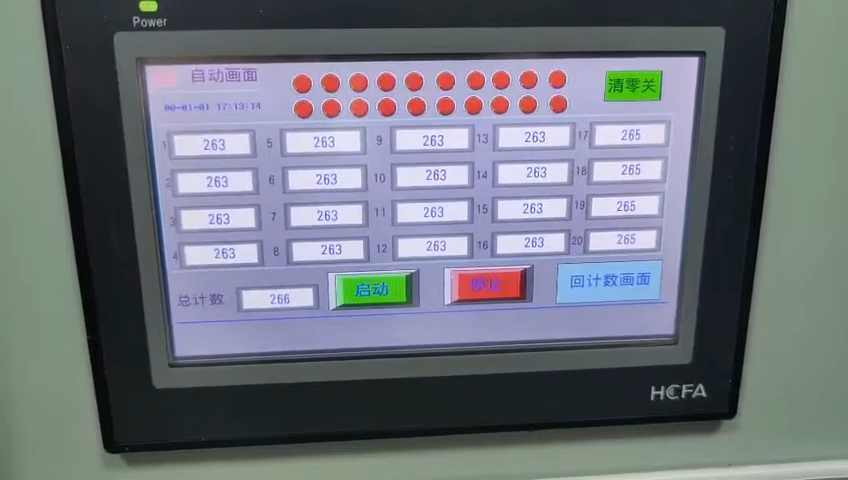 Power
自动画面
清零关
00-01-01 17:13:14
1 263 5 263 9 263 13 263 17 265
2 263 6 263 10 263 14 263 18 265
3 263 7 263 11 263 15 263 19 265
4 263 8 263 12 263 16 263 20 265
总计数 266 启动 停止 回计数画面
HCFA